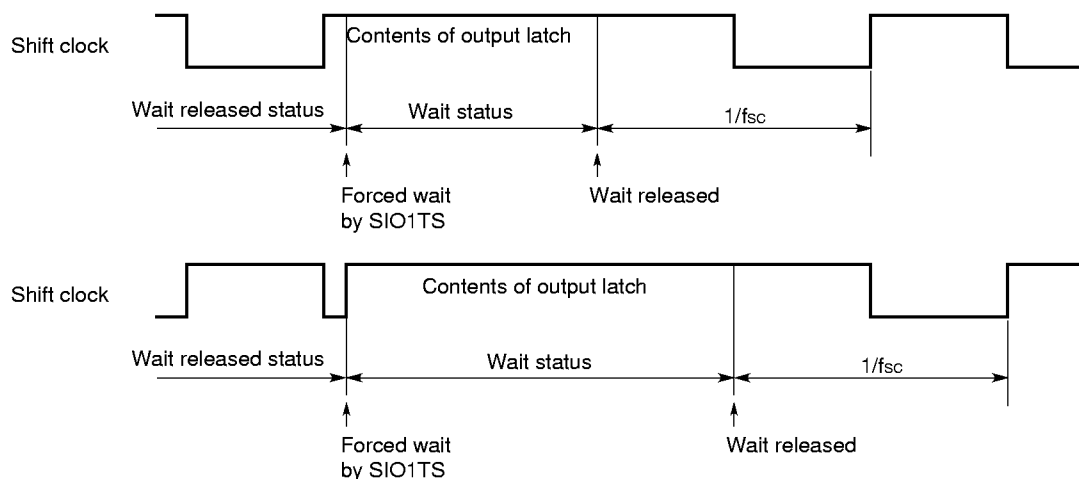 Shift clock
Contents of output latch
Wait released status
Wait status
1/fsc
Forced wait
by SIO1TS
Wait released
Shift clock
Contents of output latch
Wait released status
Wait status
1/fsc
Forced wait
by SIO1TS
Wait released